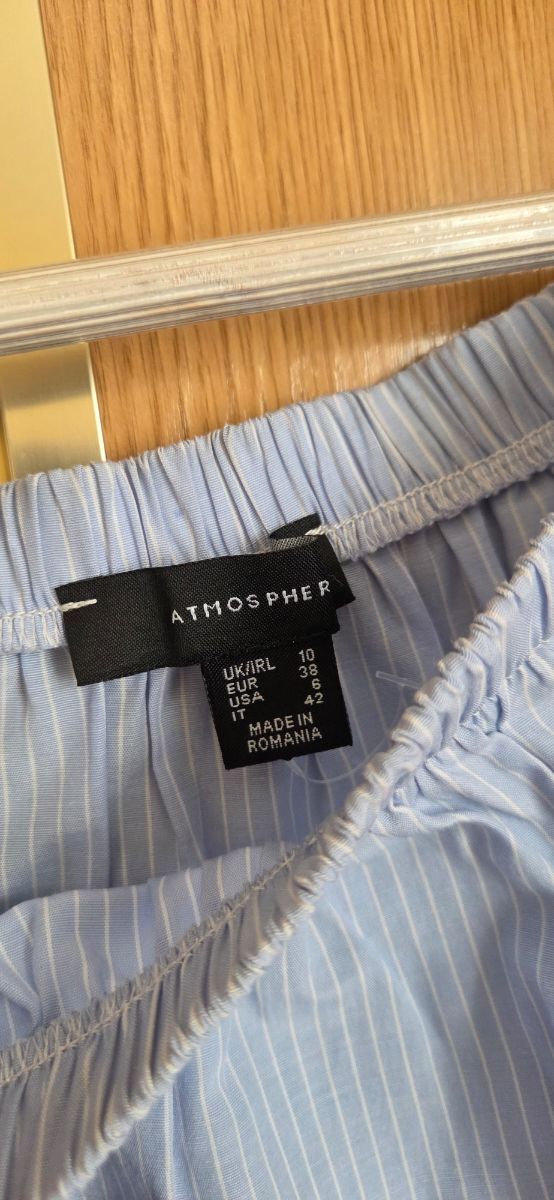 ATMOSPHER
UK/IRL 10
EUR 38
USA 6
IT 42
MADE IN
ROMANIA